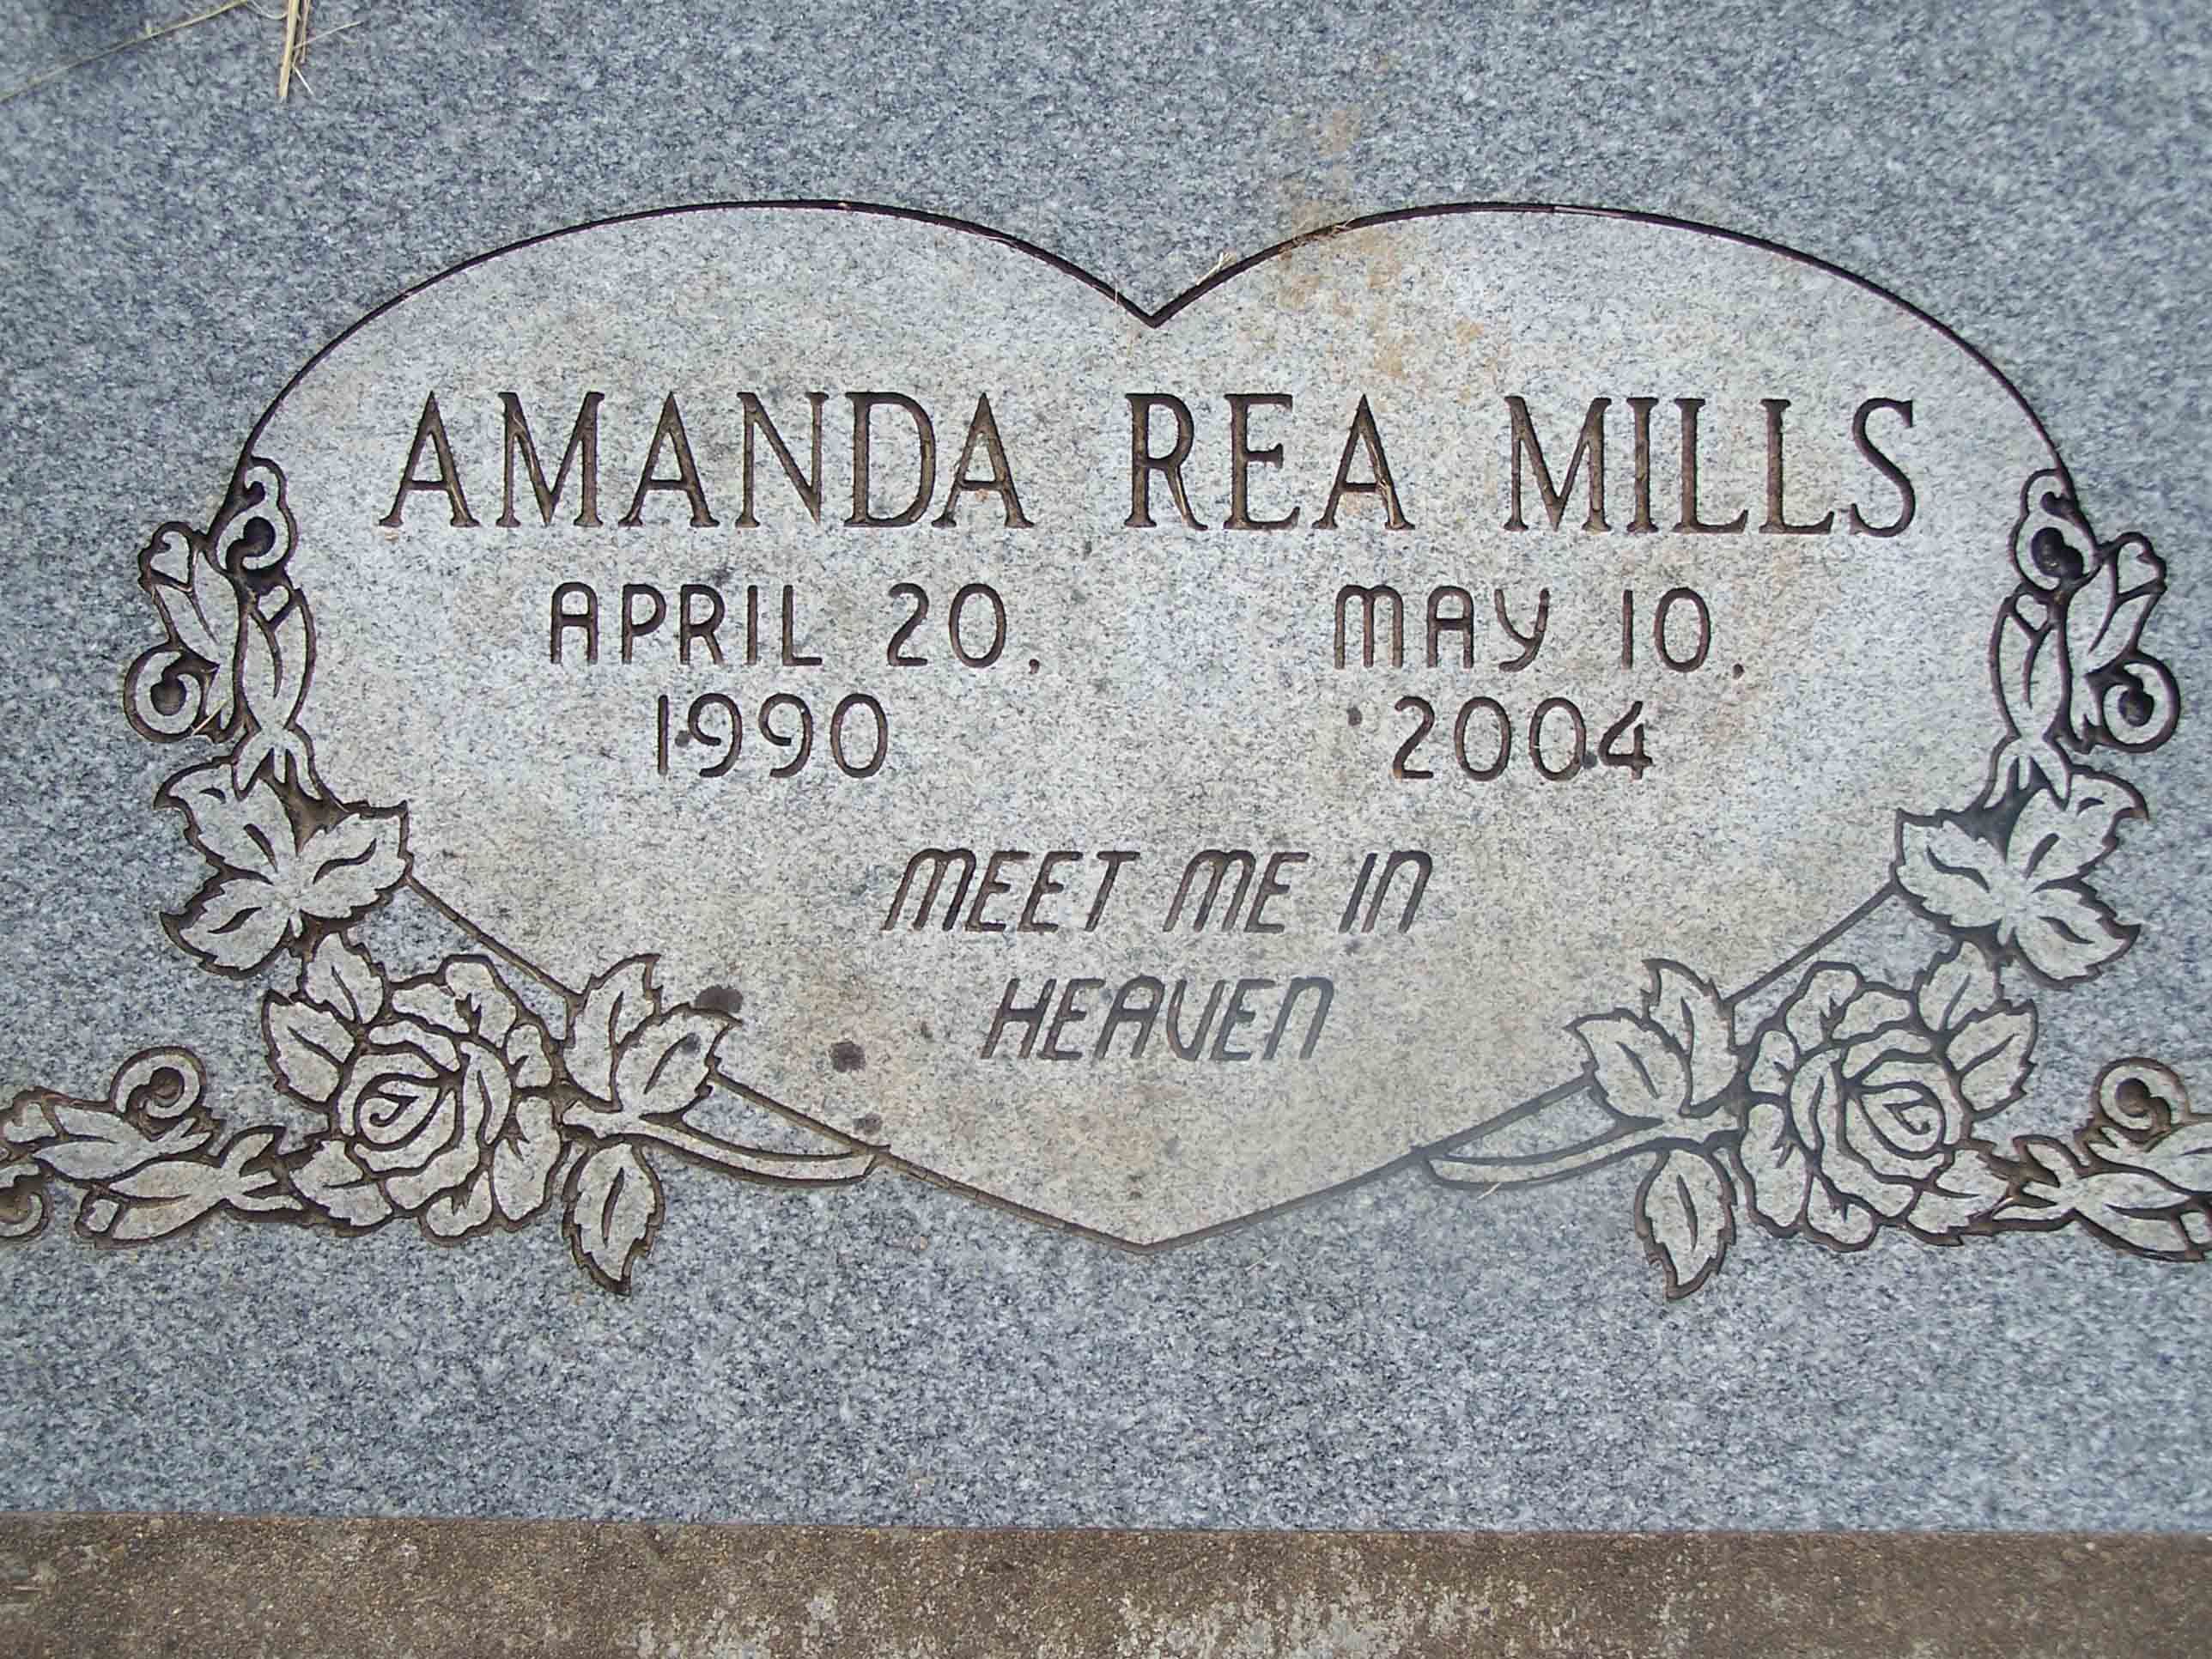 AMANDA REA MILLS
APRIL 20, MAY 10,
1990 2004
MEET ME IN
HEAVEN